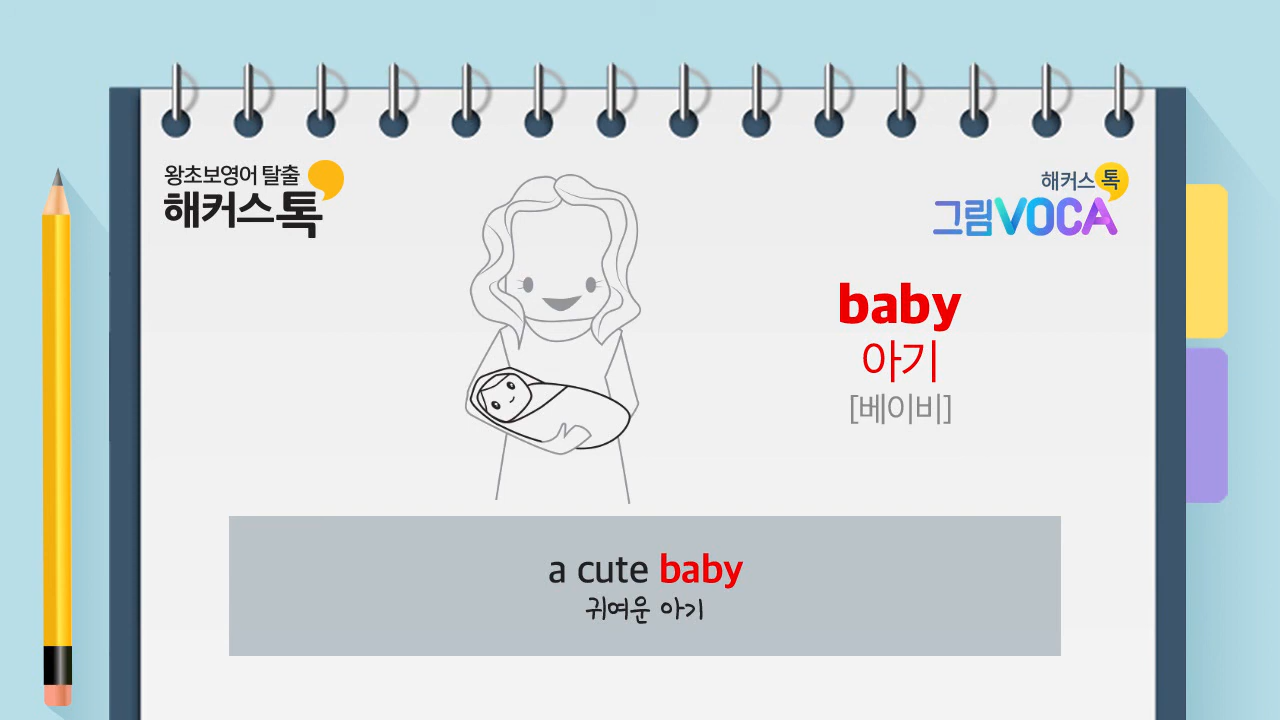 왕초보영어 탈출
해커스톡
해커스톡
그림VOCA
baby
아기
[베이비]
a cute baby
귀여운 아기